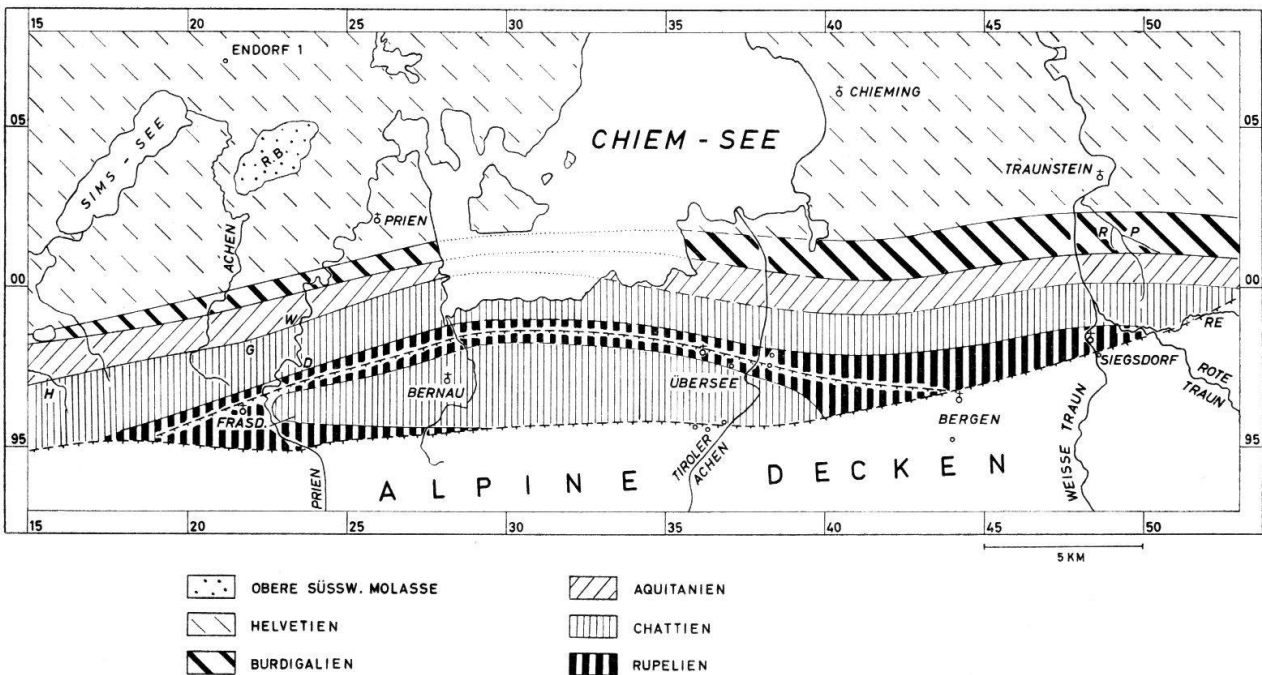 15 20 25 30 35 40 45 50
ENDORF 1
CHIEMING
05 05
SIMS - SEE
R.B.
CHIEM - SEE
TRAUNSTEIN
PRIEN
ACHEN
R P
00 00
W
G
D
H
RE
SIEGSDORF
ROTE
TRAUN
ÜBERSEE
BERNAU
FRASD.
BERGEN
95 95
PRIEN
TIROLER
ACHEN
WEISSE TRAUN
ALPINE DECKEN
15 20 25 30 35 40 45 50
5 KM
OBERE SÜSSW. MOLASSE
HELVETIEN
BURDIGALIEN
AQUITANIEN
CHATTIEN
RUPELIEN